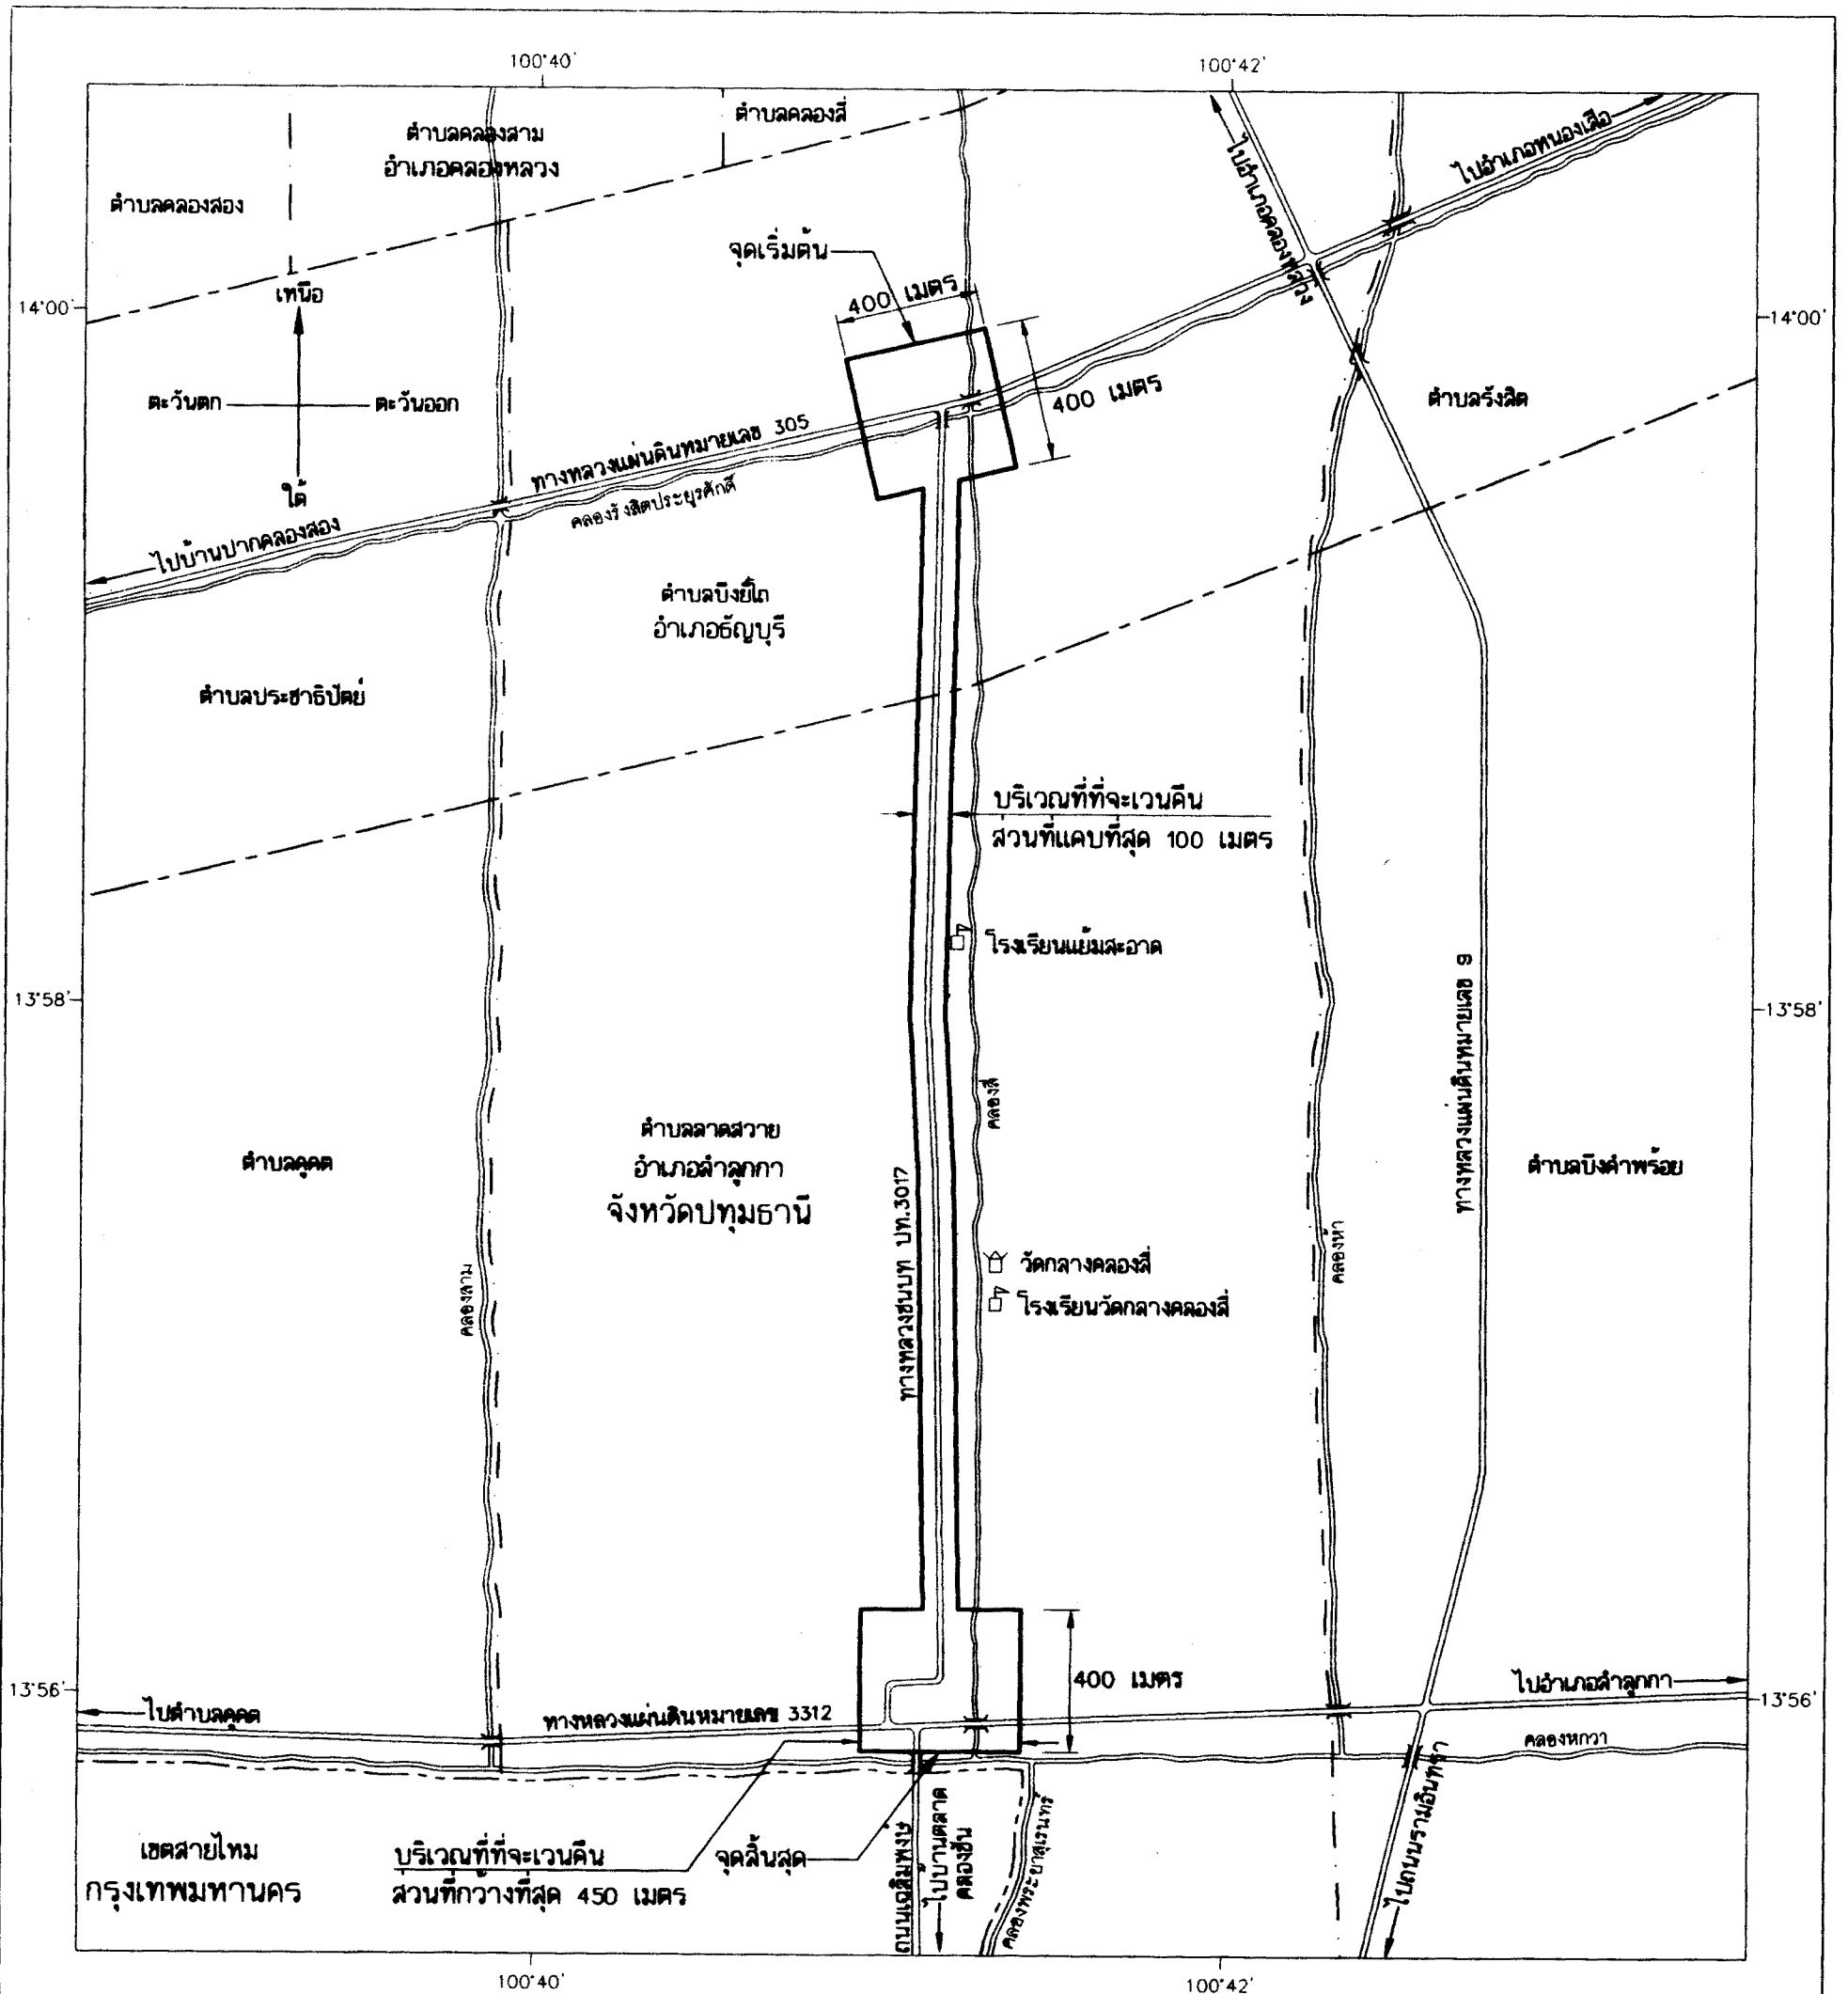 100°40'
100°42'
ตำบลคลองสาม
อำเภอคลองหลวง
ตำบลคลองสี่
ตำบลคลองสอง
ไปอำเภอคลองหลวง
ไปอำเภอหนองเสือ
จุดเริ่มต้น
400 เมตร
400 เมตร
14°00'
14°00'
เหนือ
ตะวันตก
ตะวันออก
ใต้
ตำบลรังสิต
ทางหลวงแผ่นดินหมายเลข 305
คลองรังสิตประยูรศักดิ์
ไปบ้านปากคลองสอง
ตำบลบึงยี่โถ
อำเภอธัญบุรี
ตำบลประชาธิปัตย์
บริเวณที่ที่จะเวนคืน
ส่วนที่แคบที่สุด 100 เมตร
โรงเรียนแย้มสะอาด
13°58'
13°58'
ทางหลวงแผ่นดินหมายเลข 9
คลองสี่
ตำบลคูคต
ตำบลลาดสวาย
อำเภอลำลูกกา
จังหวัดปทุมธานี
ตำบลบึงคำพร้อย
ทางหลวงชนบท ปท.3017
วัดกลางคลองสี่
โรงเรียนวัดกลางคลองสี่
คลองสาม
คลองห้า
400 เมตร
13°56'
13°56'
ไปตำบลคูคต
ทางหลวงแผ่นดินหมายเลข 3312
ไปอำเภอลำลูกกา
คลองหกวา
เขตสายไหม
กรุงเทพมหานคร
บริเวณที่ที่จะเวนคืน
ส่วนที่กว้างที่สุด 450 เมตร
จุดสิ้นสุด
ถนนเฉลิมพงษ์
ไปบ้านตลาด
คลองขัน
คลองพระยาสุเรนทร์
ไปถนนรามอินทรา
100°40'
100°42'